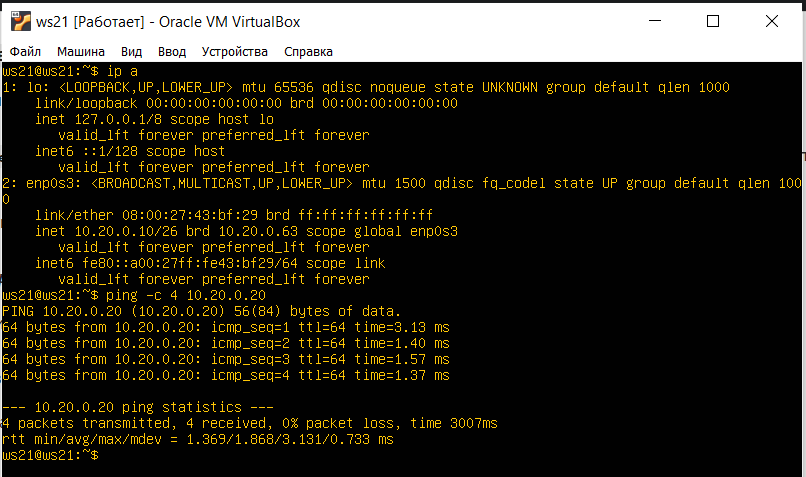 ws21 [Работает] - Oracle VM VirtualBox
Файл Машина Вид Ввод Устройства Справка
ws21@ws21:~$ ip a
1: lo: <LOOPBACK,UP,LOWER_UP> mtu 65536 qdisc noqueue state UNKNOWN group default qlen 1000
    link/loopback 00:00:00:00:00:00 brd 00:00:00:00:00:00
    inet 127.0.0.1/8 scope host lo
       valid_lft forever preferred_lft forever
    inet6 ::1/128 scope host
       valid_lft forever preferred_lft forever
2: enp0s3: <BROADCAST,MULTICAST,UP,LOWER_UP> mtu 1500 qdisc fq_codel state UP group default qlen 100
0
    link/ether 08:00:27:43:bf:29 brd ff:ff:ff:ff:ff:ff
    inet 10.20.0.10/26 brd 10.20.0.63 scope global enp0s3
       valid_lft forever preferred_lft forever
    inet6 fe80::a00:27ff:fe43:bf29/64 scope link
       valid_lft forever preferred_lft forever
ws21@ws21:~$ ping -c 4 10.20.0.20
PING 10.20.0.20 (10.20.0.20) 56(84) bytes of data.
64 bytes from 10.20.0.20: icmp_seq=1 ttl=64 time=3.13 ms
64 bytes from 10.20.0.20: icmp_seq=2 ttl=64 time=1.40 ms
64 bytes from 10.20.0.20: icmp_seq=3 ttl=64 time=1.57 ms
64 bytes from 10.20.0.20: icmp_seq=4 ttl=64 time=1.37 ms

--- 10.20.0.20 ping statistics ---
4 packets transmitted, 4 received, 0% packet loss, time 3007ms
rtt min/avg/max/mdev = 1.369/1.868/3.131/0.733 ms
ws21@ws21:~$